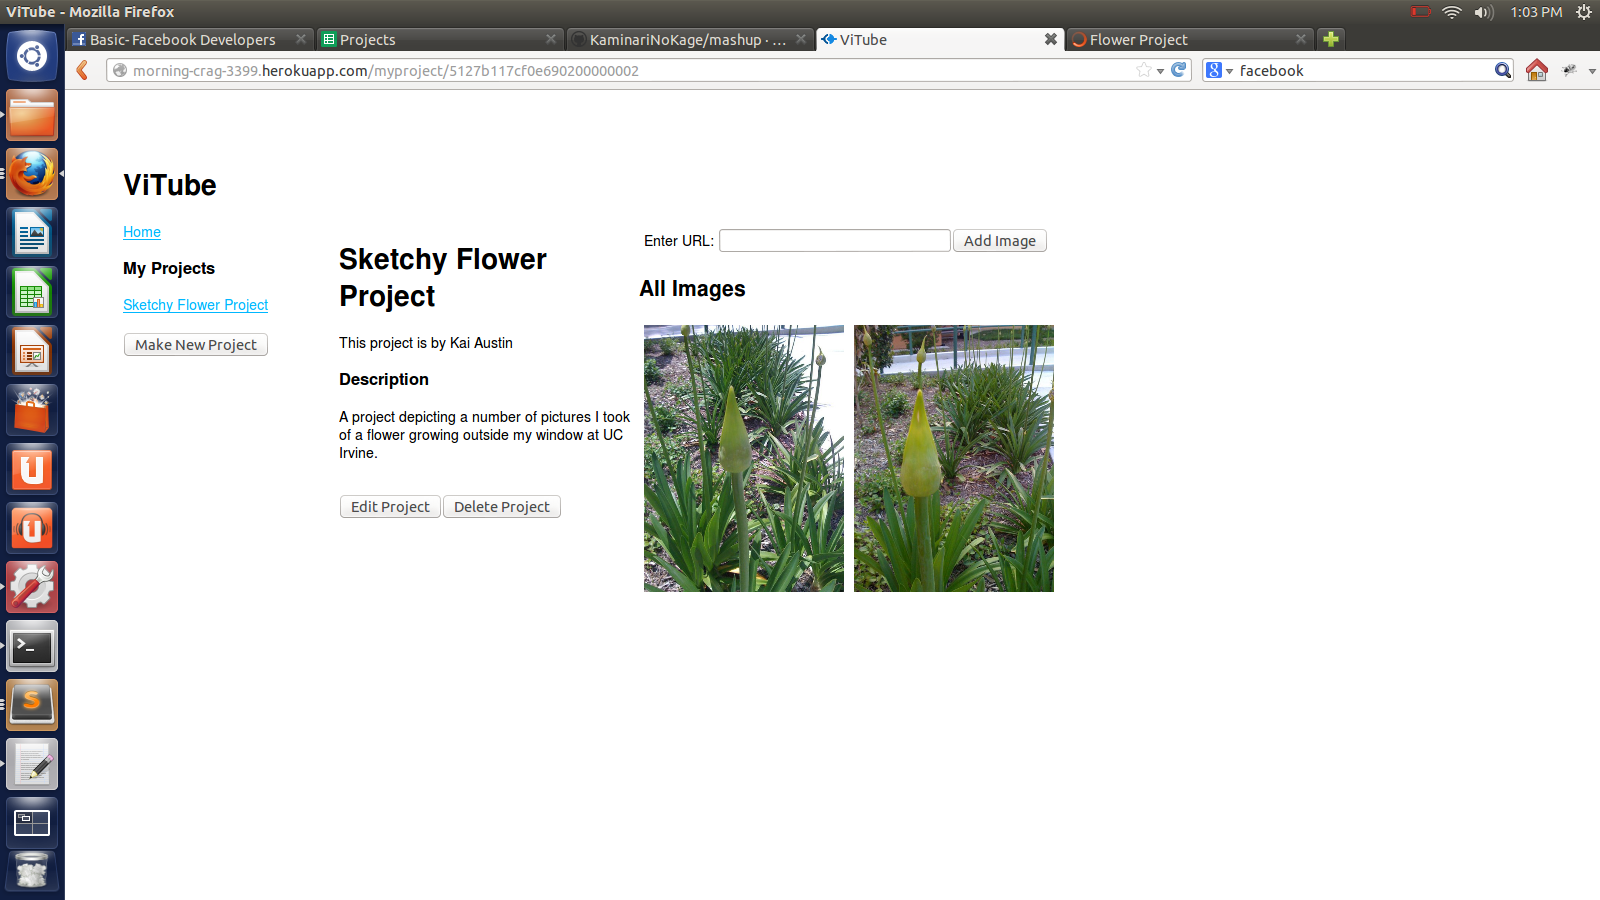 ViTube - Mozilla Firefox
1:03 PM
Basic- Facebook Developers
Projects
KaminariNoKage/mashup · ...
ViTube
Flower Project
morning-crag-3399.herokuapp.com/myproject/5127b117cf0e690200000002
8
facebook
ViTube
Home
My Projects
Sketchy Flower Project
Make New Project
Sketchy Flower
Project
This project is by Kai Austin
Description
A project depicting a number of pictures I took
of a flower growing outside my window at UC
Irvine.
Edit Project
Delete Project
Enter URL:
Add Image
All Images